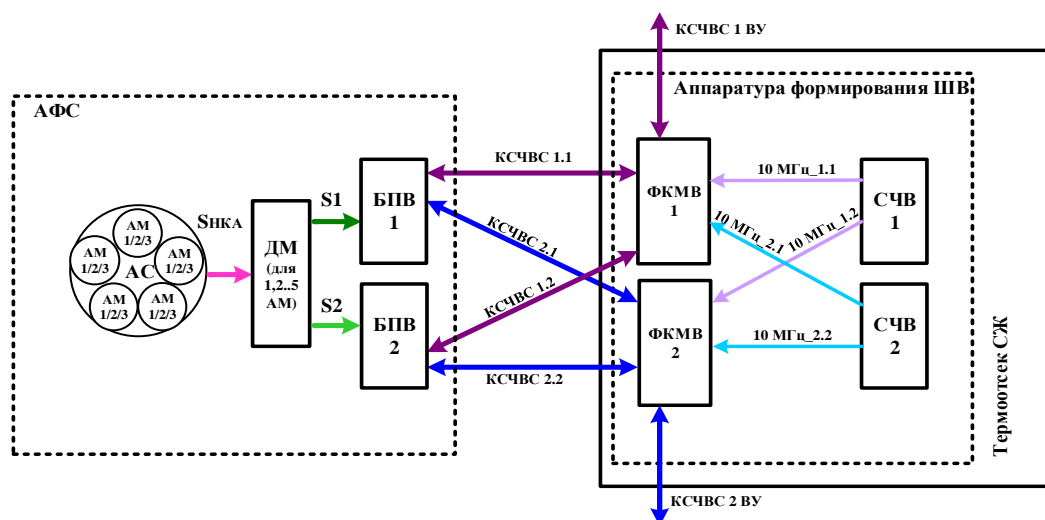 КСЧВС 1 ВУ
Аппаратура формирования ШВ
АФС
КСЧВС 1.1
10 МГц_1.1
БПВ
1
ФКМВ
1
СЧВ
1
S1
SНКА
АМ
1/2/3
АМ
1/2/3
АМ
1/2/3
АС
АМ
1/2/3
АМ
1/2/3
ДМ
(для
1,2..5
АМ)
КСЧВС 2.1
10 МГц_2.1
10 МГц_1.2
КСЧВС 1.2
S2
БПВ
2
ФКМВ
2
СЧВ
2
10 МГц_2.2
КСЧВС 2.2
Термоотсек СЖ
КСЧВС 2 ВУ